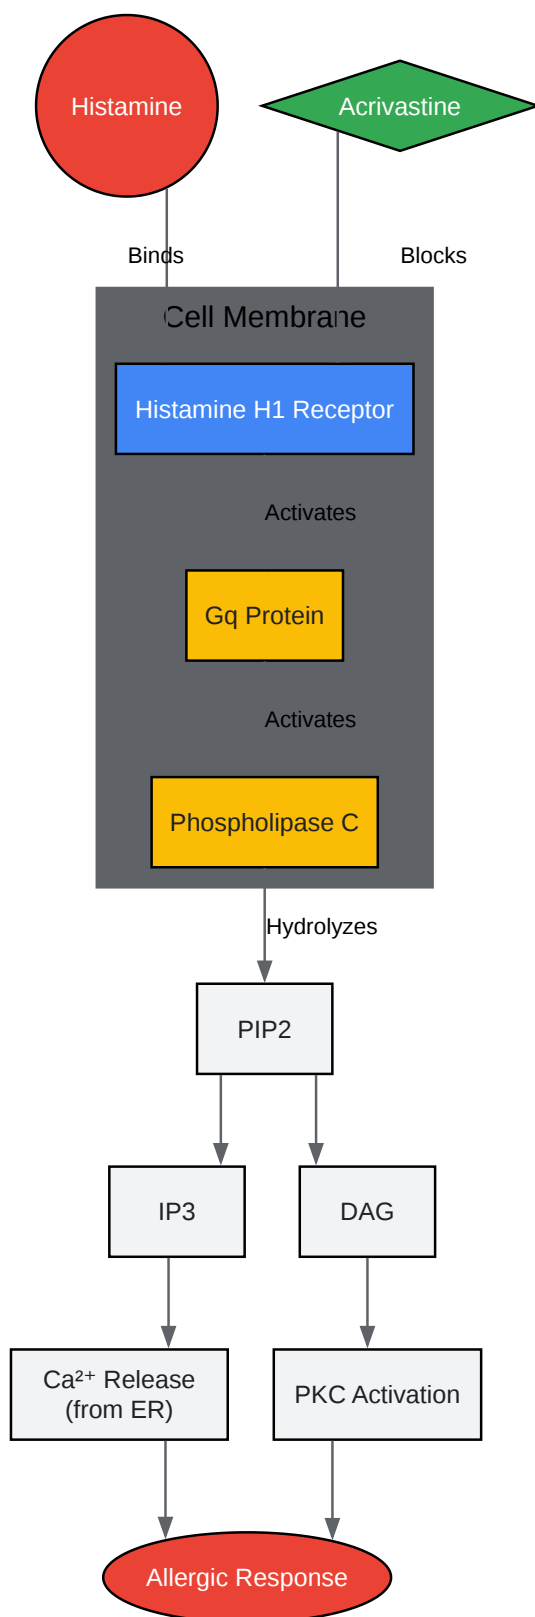 Histamine
Acrivastine
Binds
Blocks
Cell Membrane
Histamine H1 Receptor
Activates
Gq Protein
Activates
Phospholipase C
Hydrolyzes
PIP2
IP3
DAG
Ca²⁺ Release
(from ER)
PKC Activation
Allergic Response